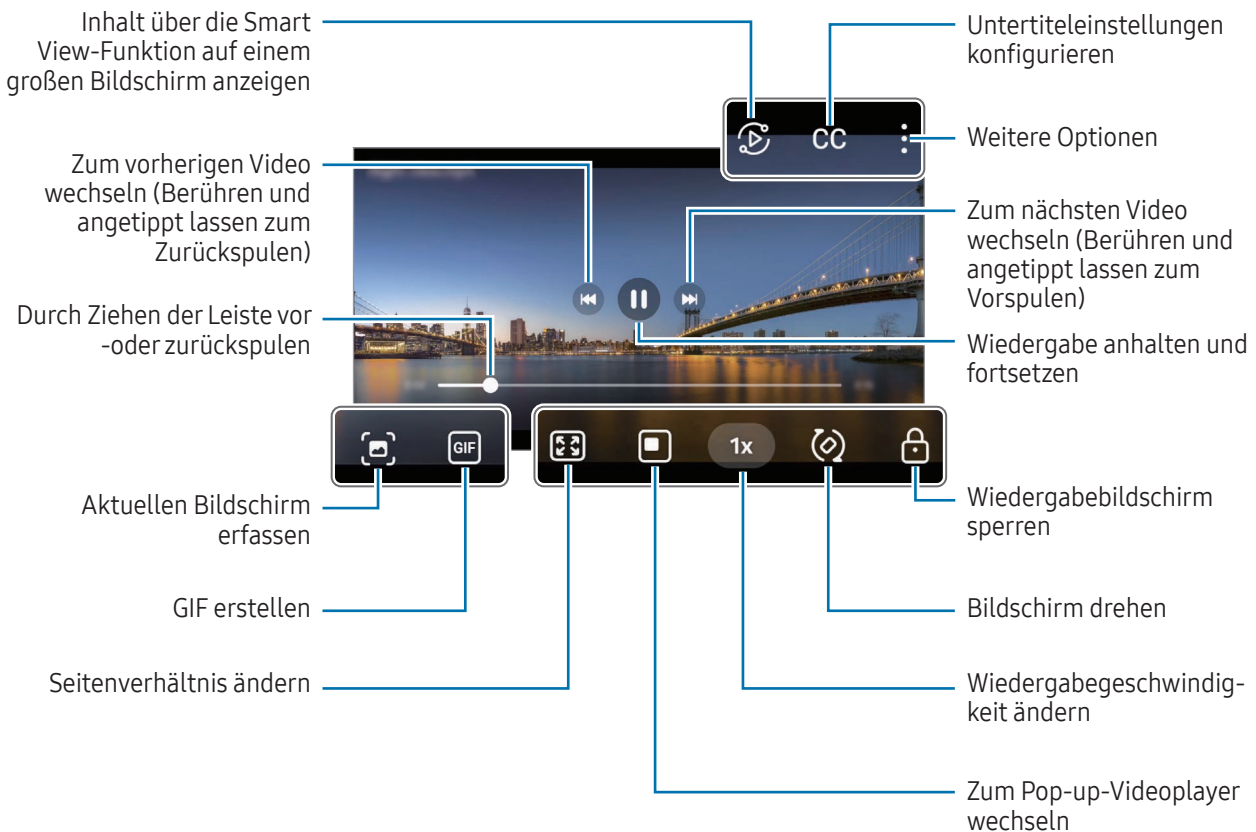 Inhalt über die Smart
View-Funktion auf einem
großen Bildschirm anzeigen
Untertiteleinstellungen
konfigurieren
CC
Weitere Optionen
Zum vorherigen Video
wechseln (Berühren und
angetippt lassen zum
Zurückspulen)
Zum nächsten Video
wechseln (Berühren und
angetippt lassen zum
Vorspulen)
Durch Ziehen der Leiste vor
-oder zurückspulen
Wiedergabe anhalten und
fortsetzen
GIF
1x
Aktuellen Bildschirm
erfassen
Wiedergabebildschirm
sperren
GIF erstellen
Bildschirm drehen
Seitenverhältnis ändern
Wiedergabegeschwindig-
keit ändern
Zum Pop-up-Videoplayer
wechseln